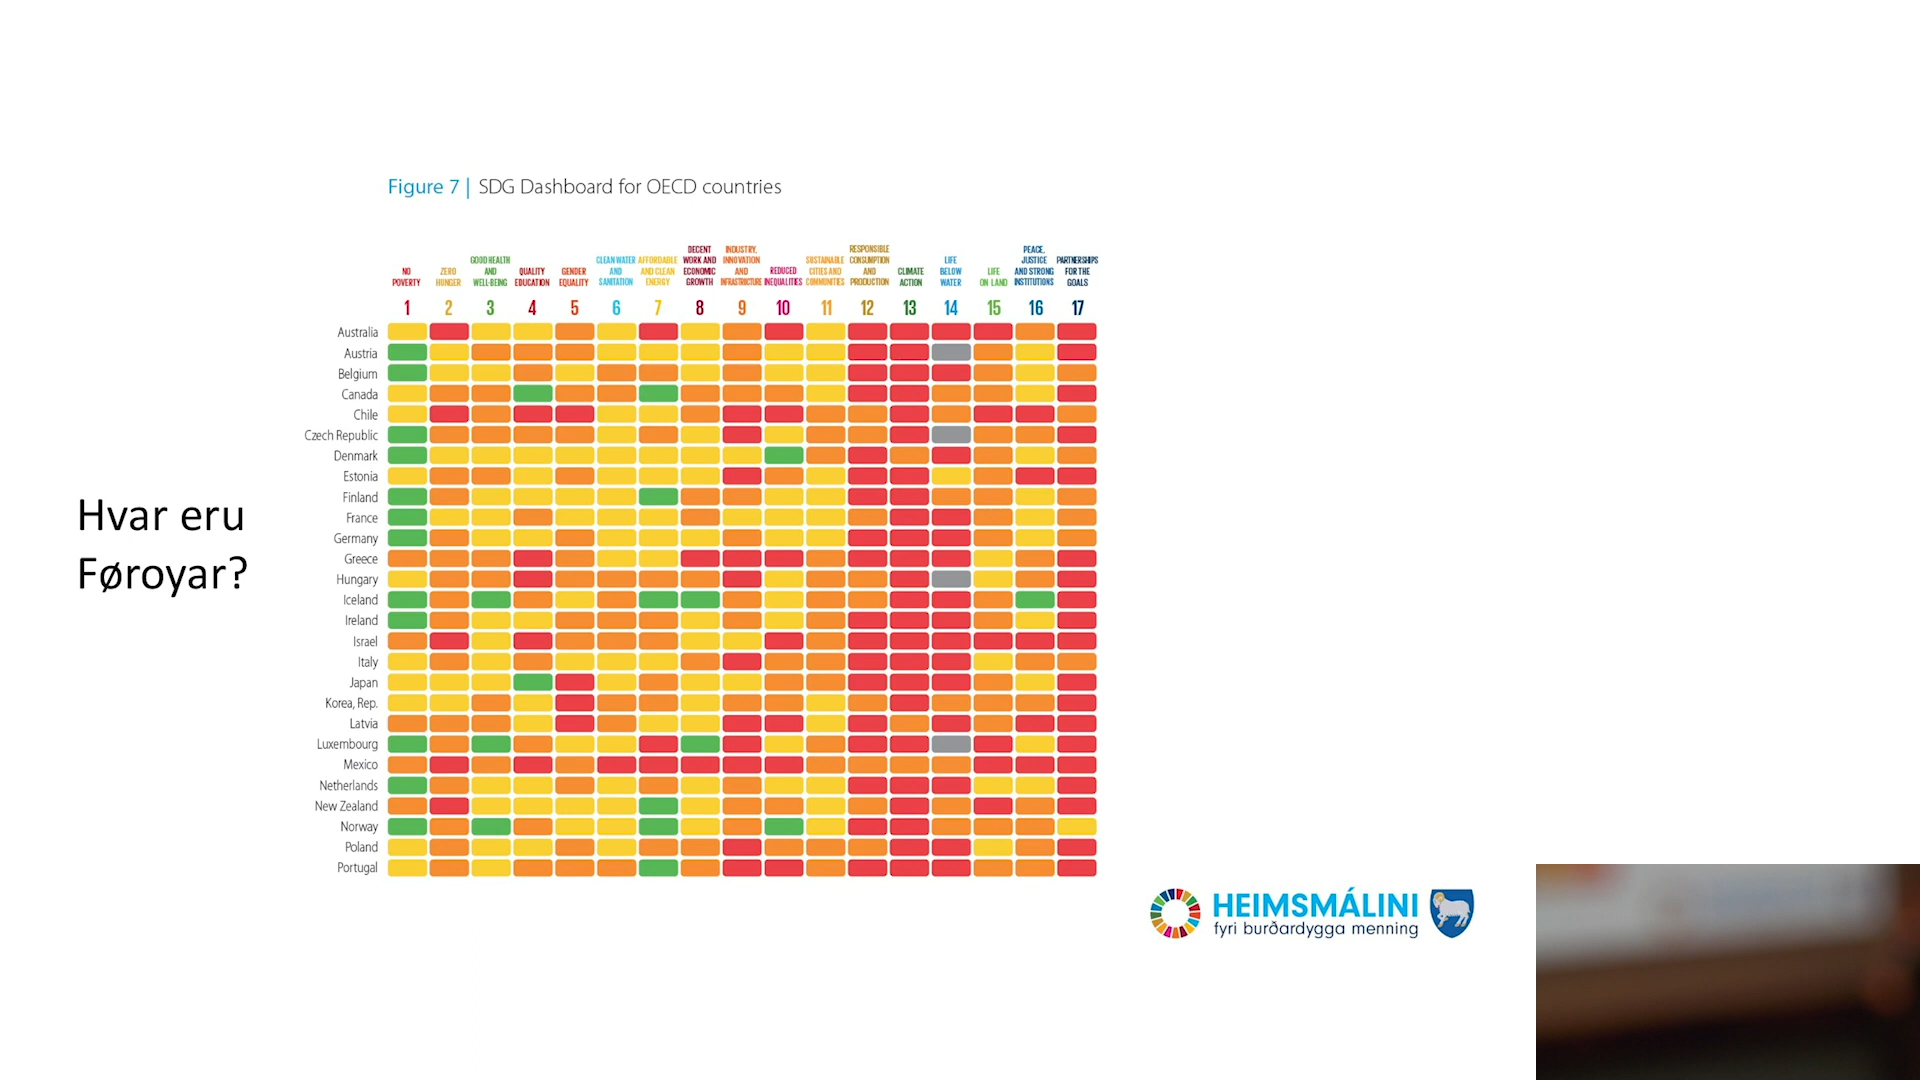 Figure 7 | SDG Dashboard for OECD countries
NO
POVERTY
ZERO
HUNGER
GOOD HEALTH
AND
WELL-BEING
QUALITY
EDUCATION
GENDER
EQUALITY
CLEAN WATER
AND
SANITATION
AFFORDABLE
AND CLEAN
ENERGY
DECENT
WORK AND
ECONOMIC
GROWTH
INDUSTRY,
INNOVATION
AND
INFRASTRUCTURE
REDUCED
INEQUALITIES
SUSTAINABLE
CITIES AND
COMMUNITIES
RESPONSIBLE
CONSUMPTION
AND
PRODUCTION
CLIMATE
ACTION
LIFE
BELOW
WATER
LIFE
ON LAND
PEACE,
JUSTICE
AND STRONG
INSTITUTIONS
PARTNERSHIPS
FOR THE
GOALS
1 2 3 4 5 6 7 8 9 10 11 12 13 14 15 16 17
Australia
Austria
Belgium
Canada
Chile
Czech Republic
Denmark
Estonia
Finland
France
Germany
Greece
Hungary
Iceland
Ireland
Israel
Italy
Japan
Korea, Rep.
Latvia
Luxembourg
Mexico
Netherlands
New Zealand
Norway
Poland
Portugal
Hvar eru
Føroyar?
HEIMSMÁLINI
fyri burðardygga menning